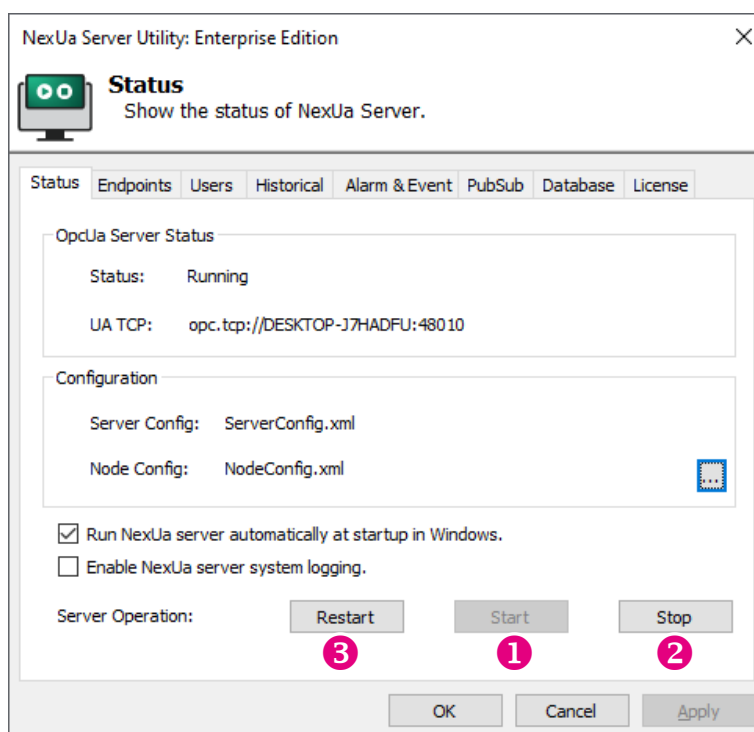 NexUa Server Utility: Enterprise Edition
Status
Show the status of NexUa Server.
Status Endpoints Users Historical Alarm & Event PubSub Database License
OpcUa Server Status
Status: Running
UA TCP: opc.tcp://DESKTOP-J7HADFU:48010
Configuration
Server Config: ServerConfig.xml
Node Config: NodeConfig.xml
...
Run NexUa server automatically at startup in Windows.
Enable NexUa server system logging.
Server Operation: Restart Start Stop
3 1 2
OK Cancel Apply